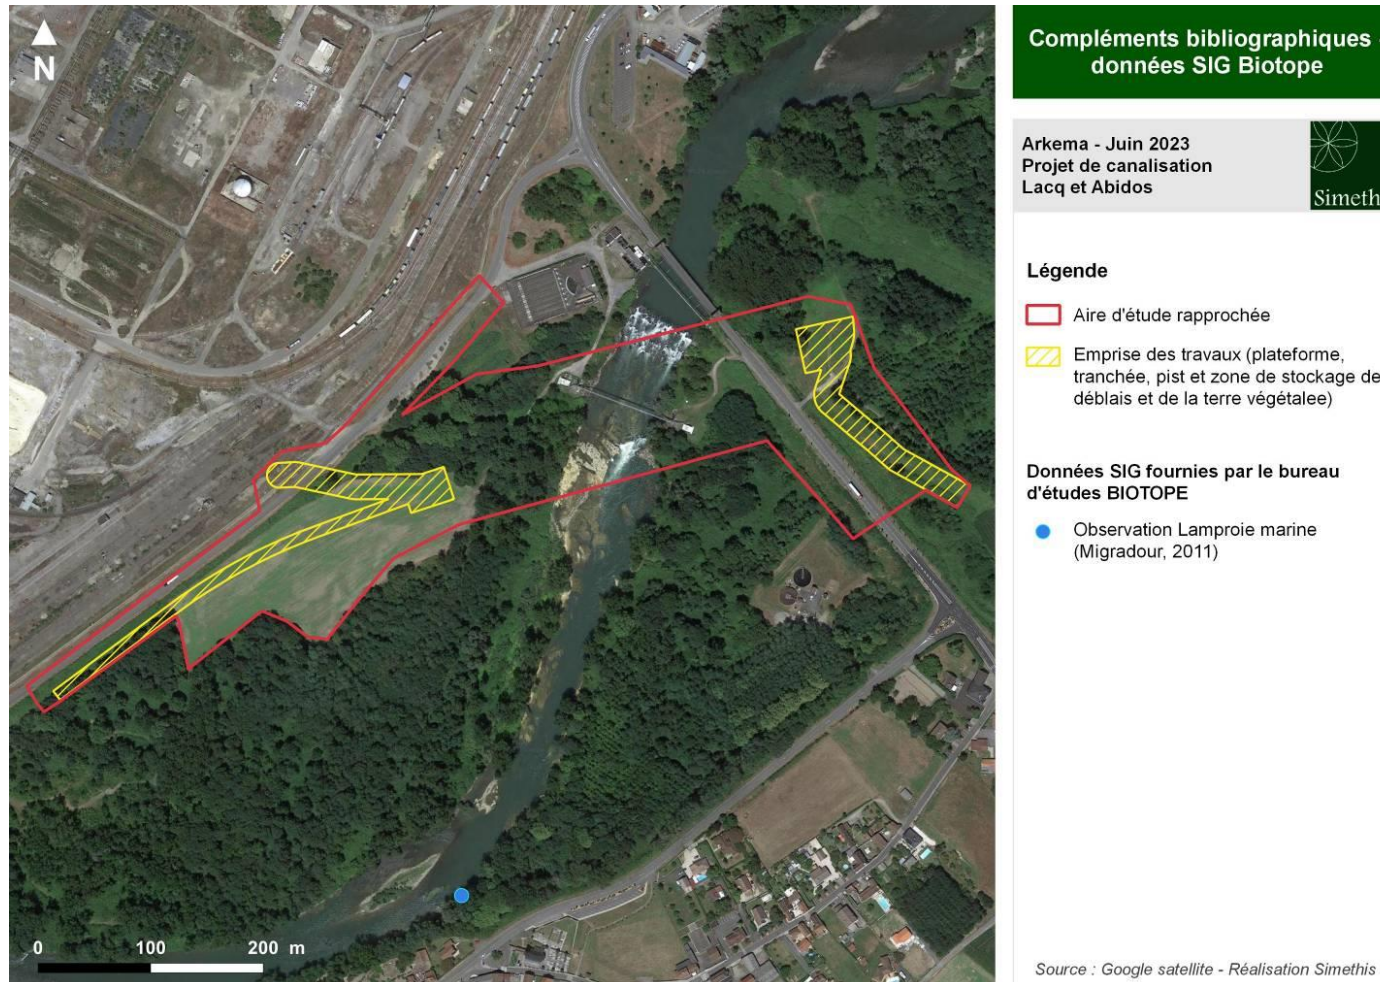 N
Compléments bibliographiques
données SIG Biotope
Arkema - Juin 2023
Projet de canalisation
Lacq et Abidos
Simeth
Légende
Aire d'étude rapprochée
Emprise des travaux (plateforme,
tranchée, pist et zone de stockage de
déblais et de la terre végétalee)
Données SIG fournies par le bureau
d'études BIOTOPE
Observation Lamproie marine
(Migradour, 2011)
0 100 200 m
Source : Google satellite - Réalisation Simethis